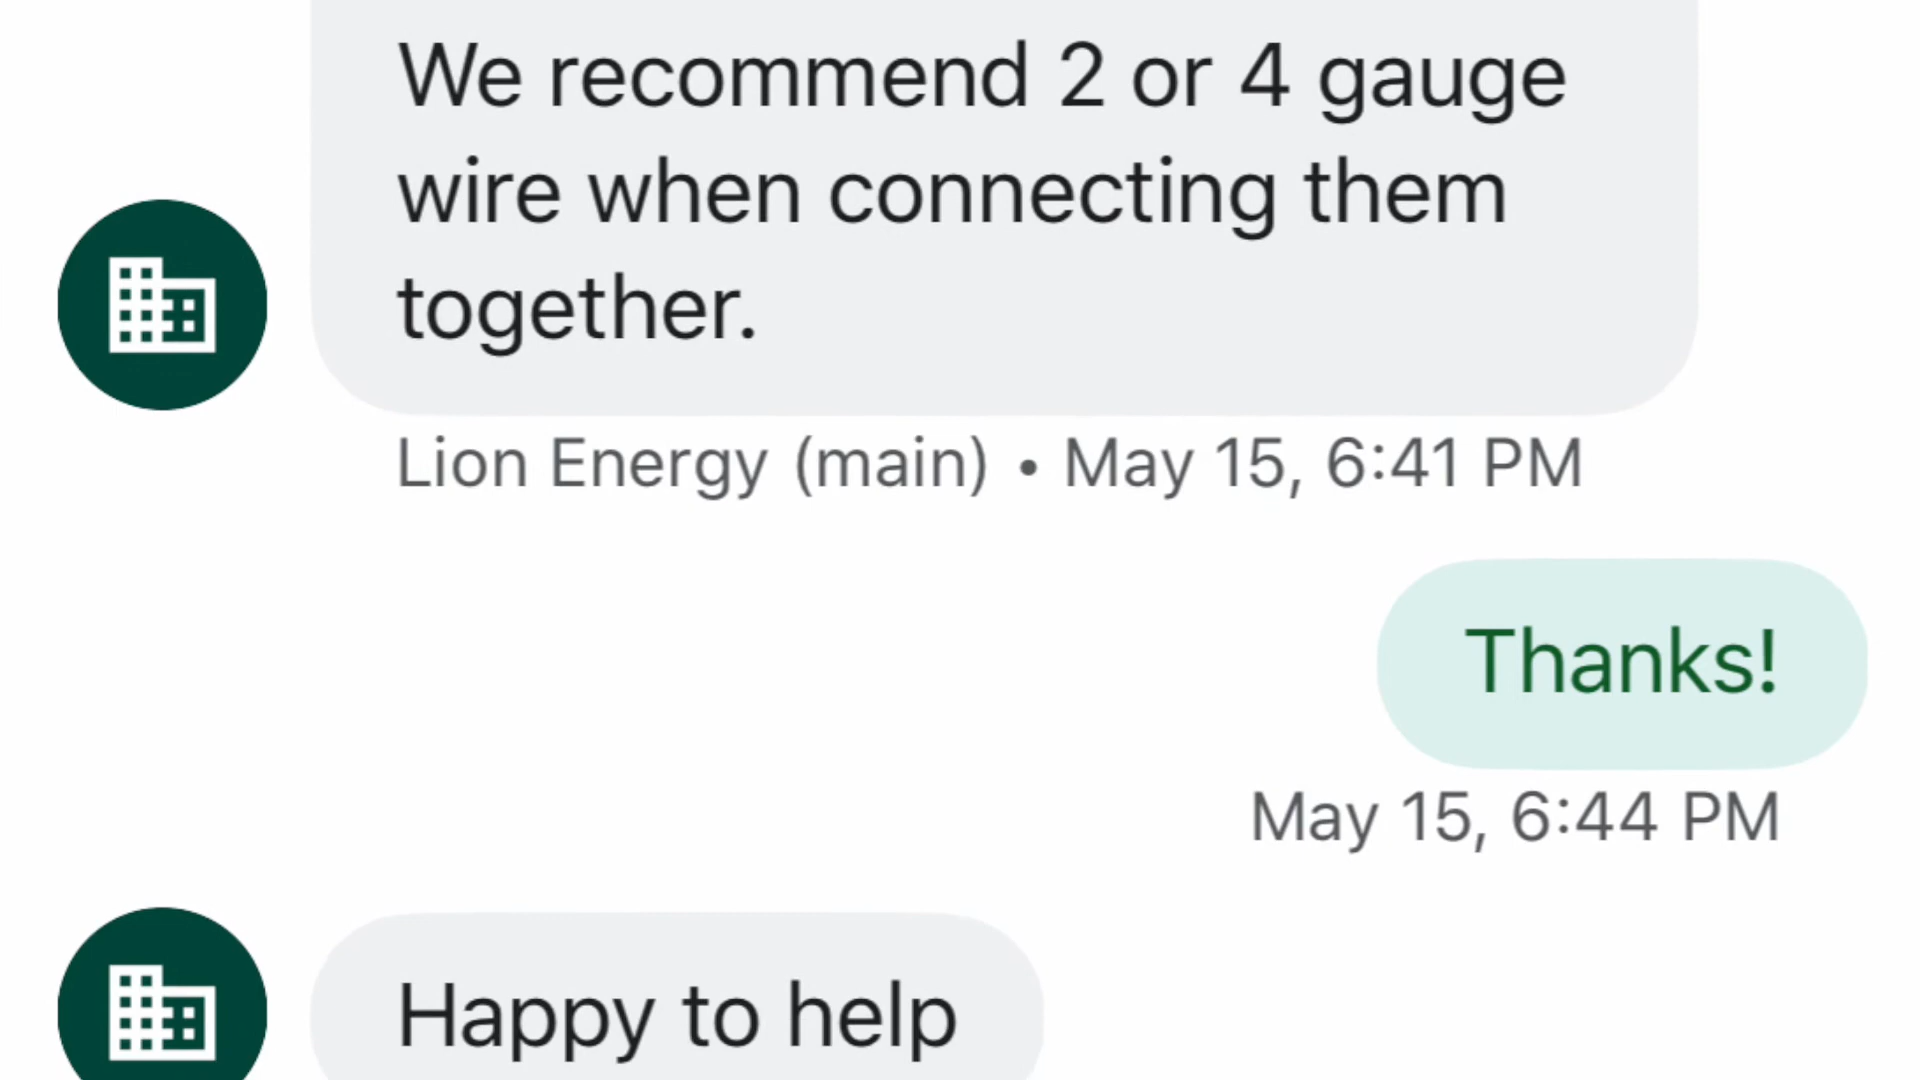 We recommend 2 or 4 gauge
wire when connecting them
together.
Lion Energy (main) • May 15, 6:41 PM
Thanks!
May 15, 6:44 PM
Happy to help